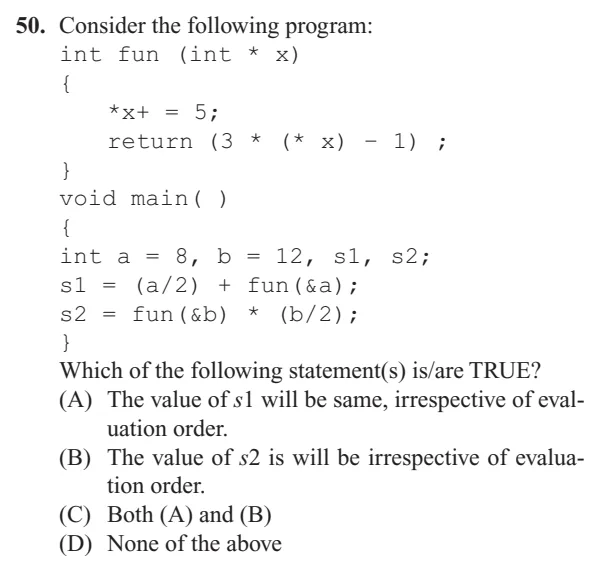 50. Consider the following program:
int fun (int * x)
{
*x+ = 5;
return (3 * (* x) – 1) ;
}
void main( )
{
int a = 8, b = 12, s1, s2;
s1 = (a/2) + fun(&a);
s2 = fun(&b) * (b/2);
}
Which of the following statement(s) is/are TRUE?
(A) The value of s1 will be same, irrespective of eval-
uation order.
(B) The value of s2 is will be irrespective of evalua-
tion order.
(C) Both (A) and (B)
(D) None of the above